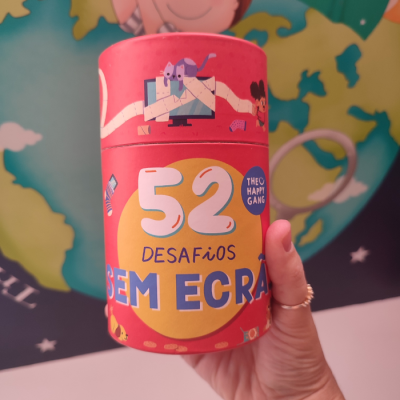 52
THE
HAPPY
GANG
DESAFiOS
SEM ECRÃ